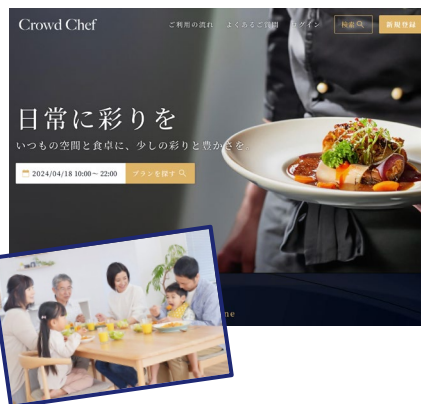 Crowd Chef
ご利用の流れ よくあるご質問 ログイン 検索 新規登録
日常に彩りを
いつもの空間と食卓に、少しの彩りと豊かさを
2024/04/18 10:00~ 22:00 プランを探す
ne